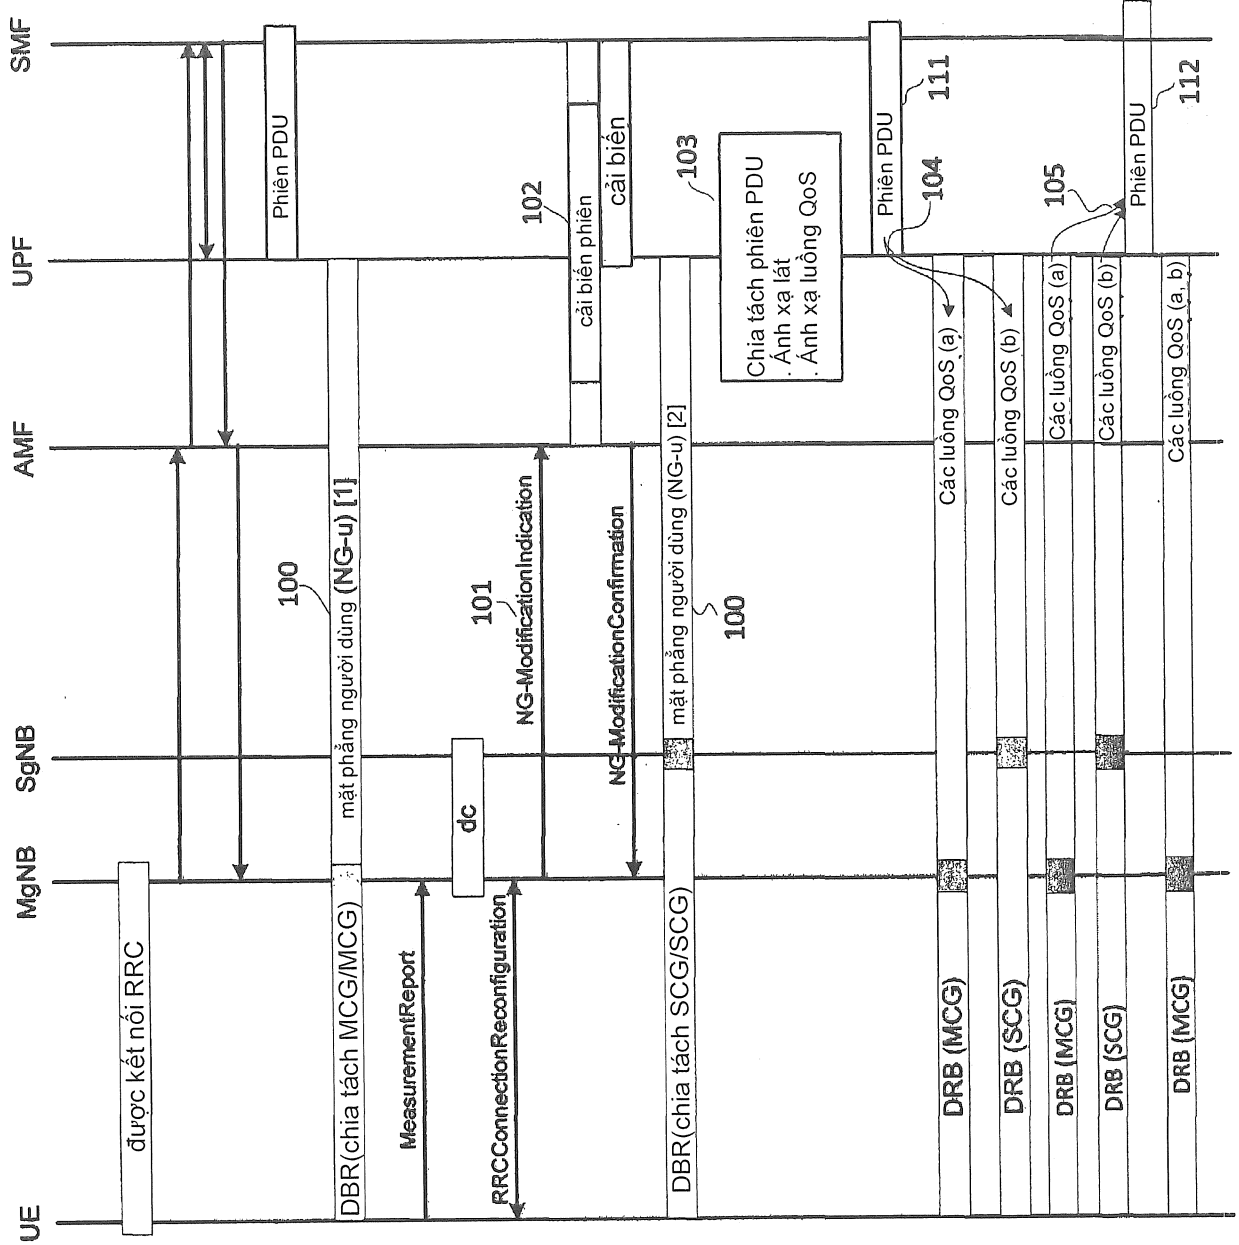 UE
MgNB
SgNB
AMF
UPF
SMF
được kết nối RRC
Phiên PDU
DBR(chia tách MCG/MCG)
mặt phẳng người dùng (NG-u) [1]
100
MeasurementReport
dc
RRCConnectionReconfiguration
101
NG-ModificationIndication
102
cải biến phiên
cải biến
NG-ModificationConfirmation
DBR(chia tách SCG/SCG)
mặt phẳng người dùng (NG-u) [2]
100
103
Chia tách phiên PDU
. Ánh xạ lát
. Ánh xạ luồng QoS
Phiên PDU
111
104
DRB (MCG)
Các luồng QoS (a)
DRB (SCG)
Các luồng QoS (b)
DRB (MCG)
Các luồng QoS (a)
105
DRB (SCG)
Các luồng QoS (b)
Phiên PDU
112
DRB (MCG)
Các luồng QoS (a, b)